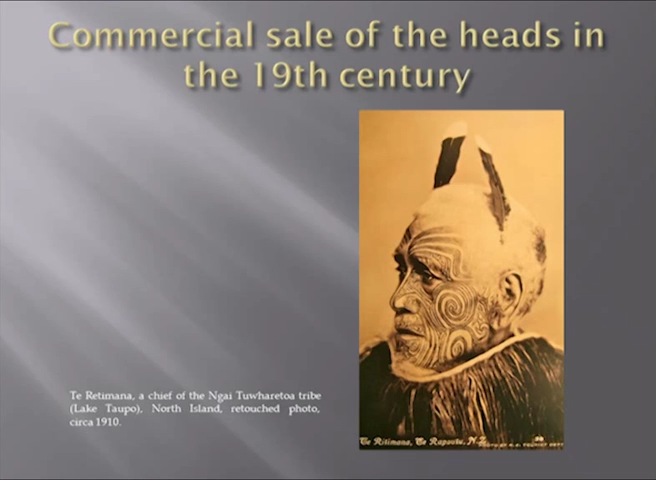 Commercial sale of the heads in
the 19th century
Te Retimana, a chief of the Ngai Tuwharetoa tribe
(Lake Taupo), North Island, retouched photo,
circa 1910.
Te Ritimana, Te Rapoutu, N.Z.